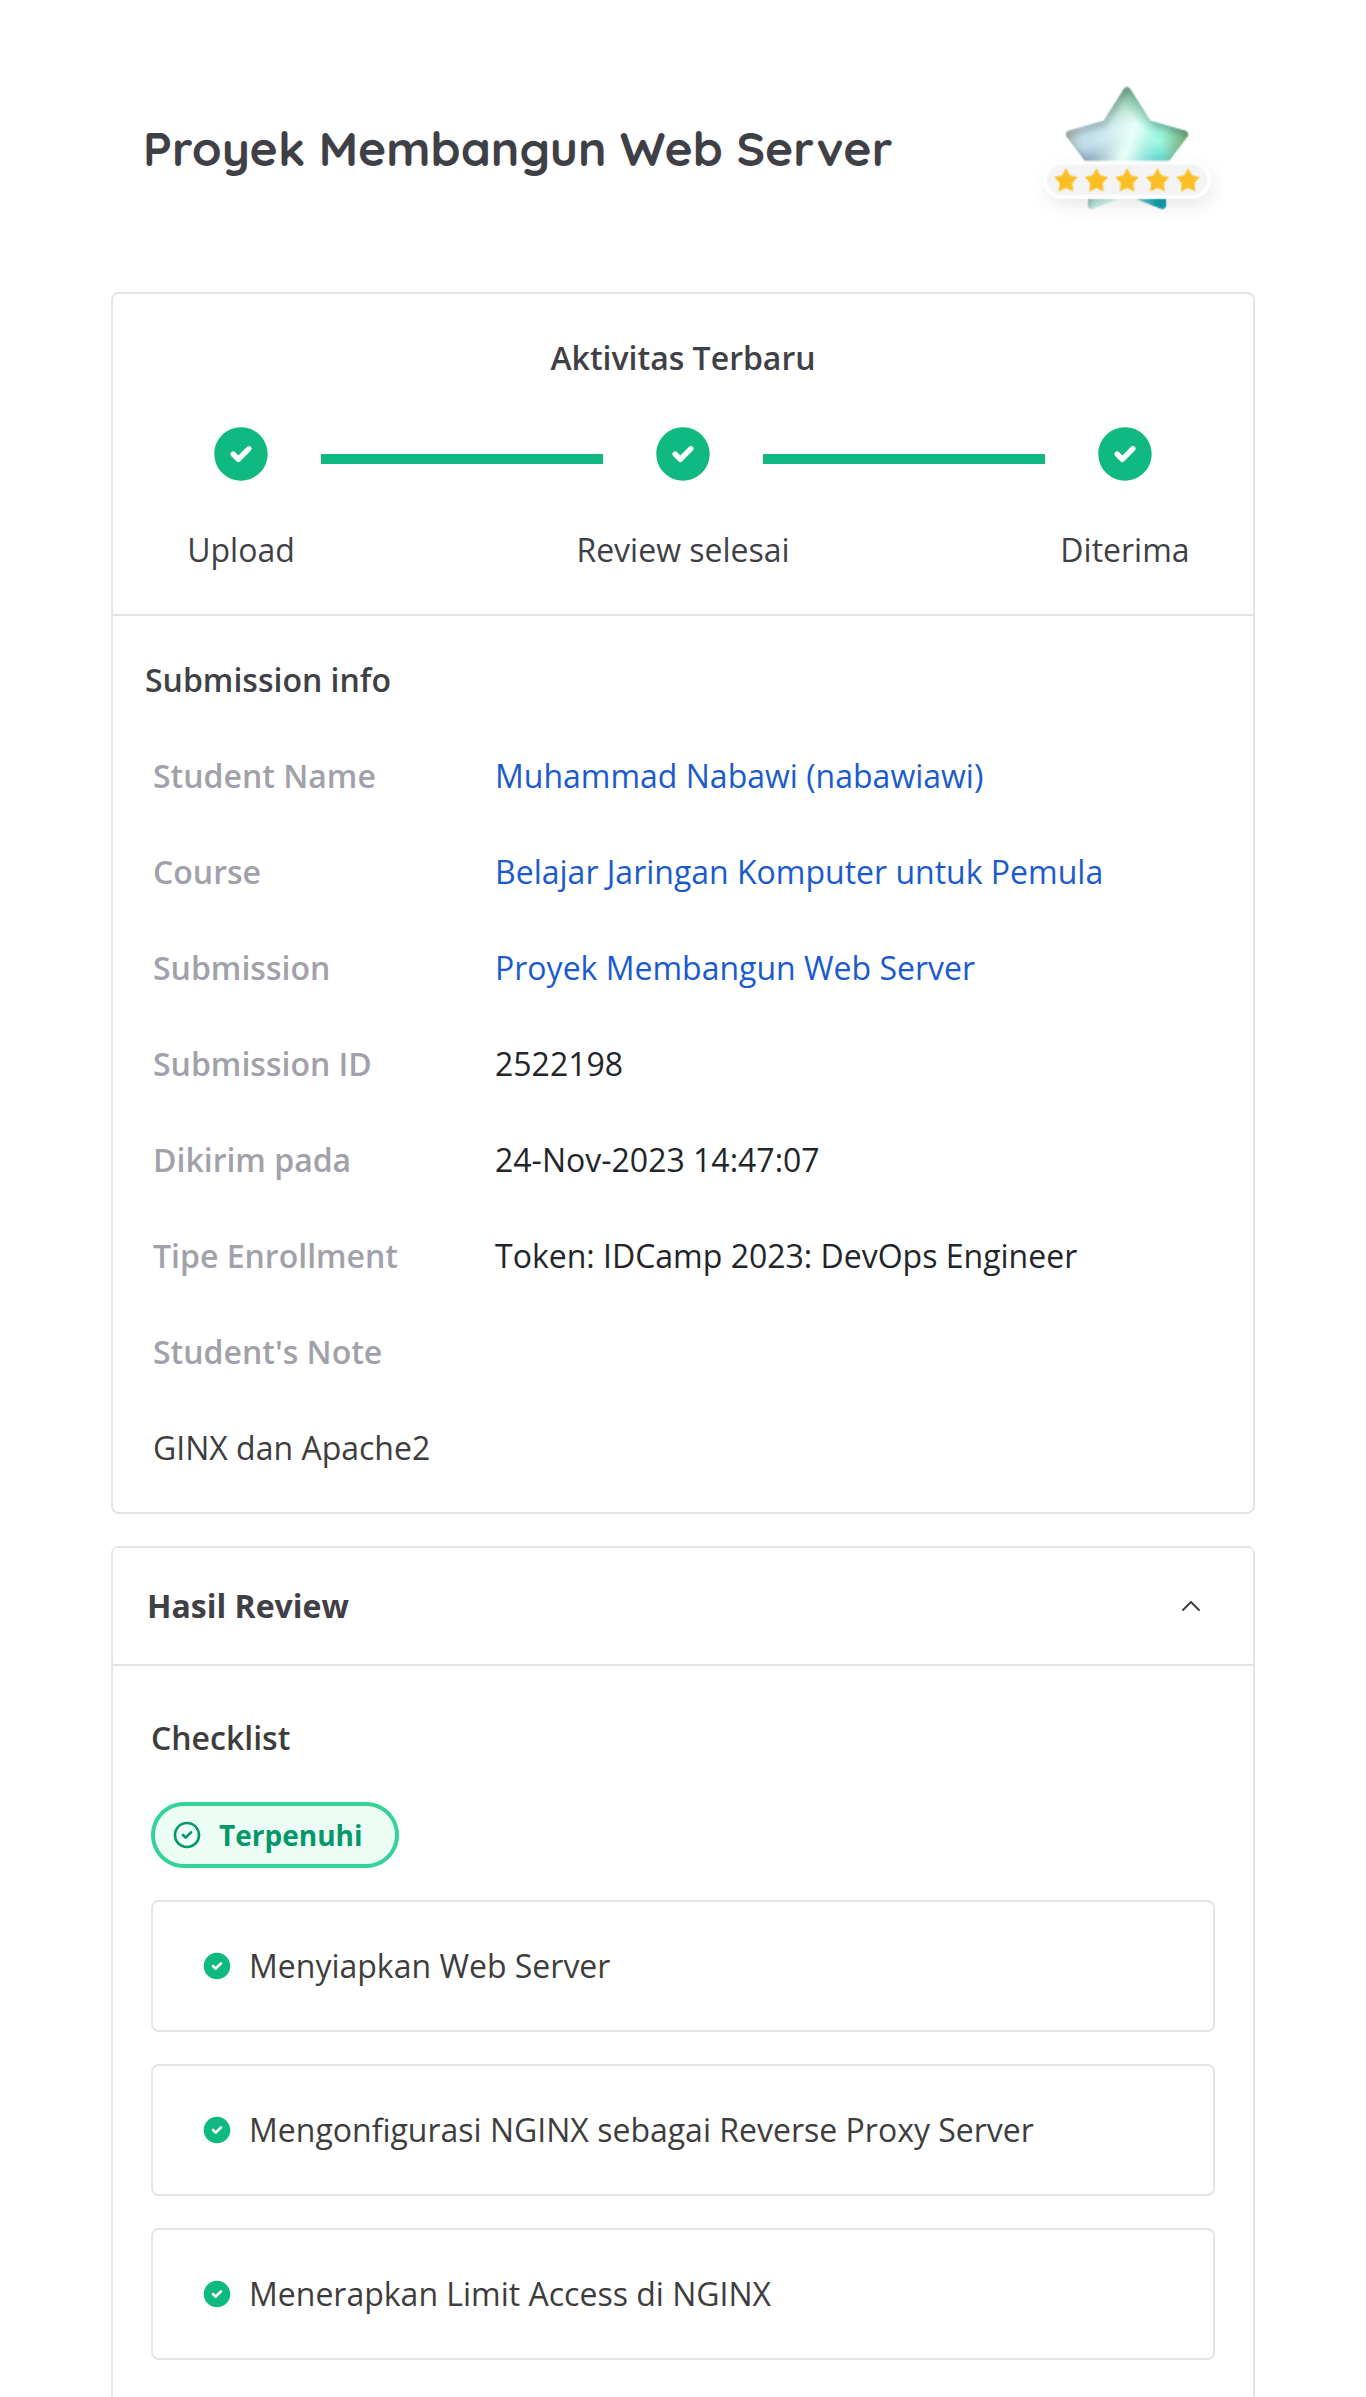 Proyek Membangun Web Server
Aktivitas Terbaru
Upload
Review selesai
Diterima
Submission info
Student Name
Muhammad Nabawi (nabawiawi)
Course
Belajar Jaringan Komputer untuk Pemula
Submission
Proyek Membangun Web Server
Submission ID
2522198
Dikirim pada
24-Nov-2023 14:47:07
Tipe Enrollment
Token: IDCamp 2023: DevOps Engineer
Student's Note
GINX dan Apache2
Hasil Review
Checklist
Terpenuhi
Menyiapkan Web Server
Mengonfigurasi NGINX sebagai Reverse Proxy Server
Menerapkan Limit Access di NGINX